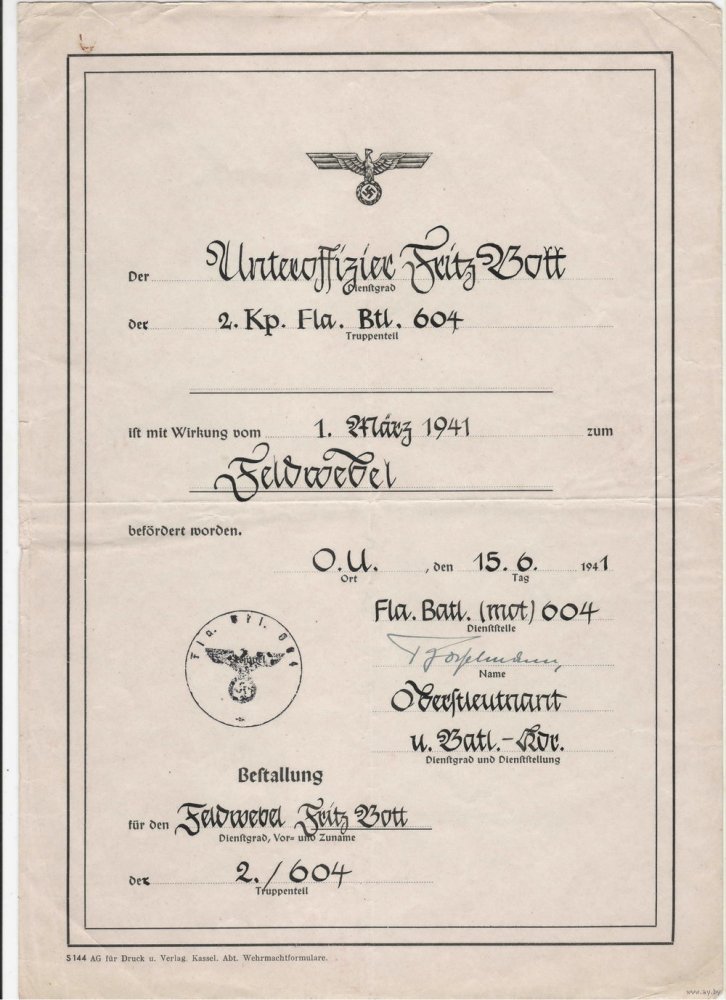 Der Unteroffizier Fritz Bott
Dienstgrad
der 2. Kp. Fla. Btl. 604
Truppenteil
ist mit Wirkung vom 1. März 1941 zum
Feldwebel
befördert worden.
O.U., den 15. 6. 1941
Ort Tag
Fla. Batl. (mot) 604
Dienststelle
Name
Oberstleutnant
u. Batl.-Kdr.
Dienstgrad und Dienststellung
Fla. Btl. 604
Bestallung
für den Feldwebel Fritz Bott
Dienstgrad, Vor- und Zuname
der 2./604
Truppenteil
S 144 AG für Druck u. Verlag. Kassel. Abt. Wehrmachtformulare.